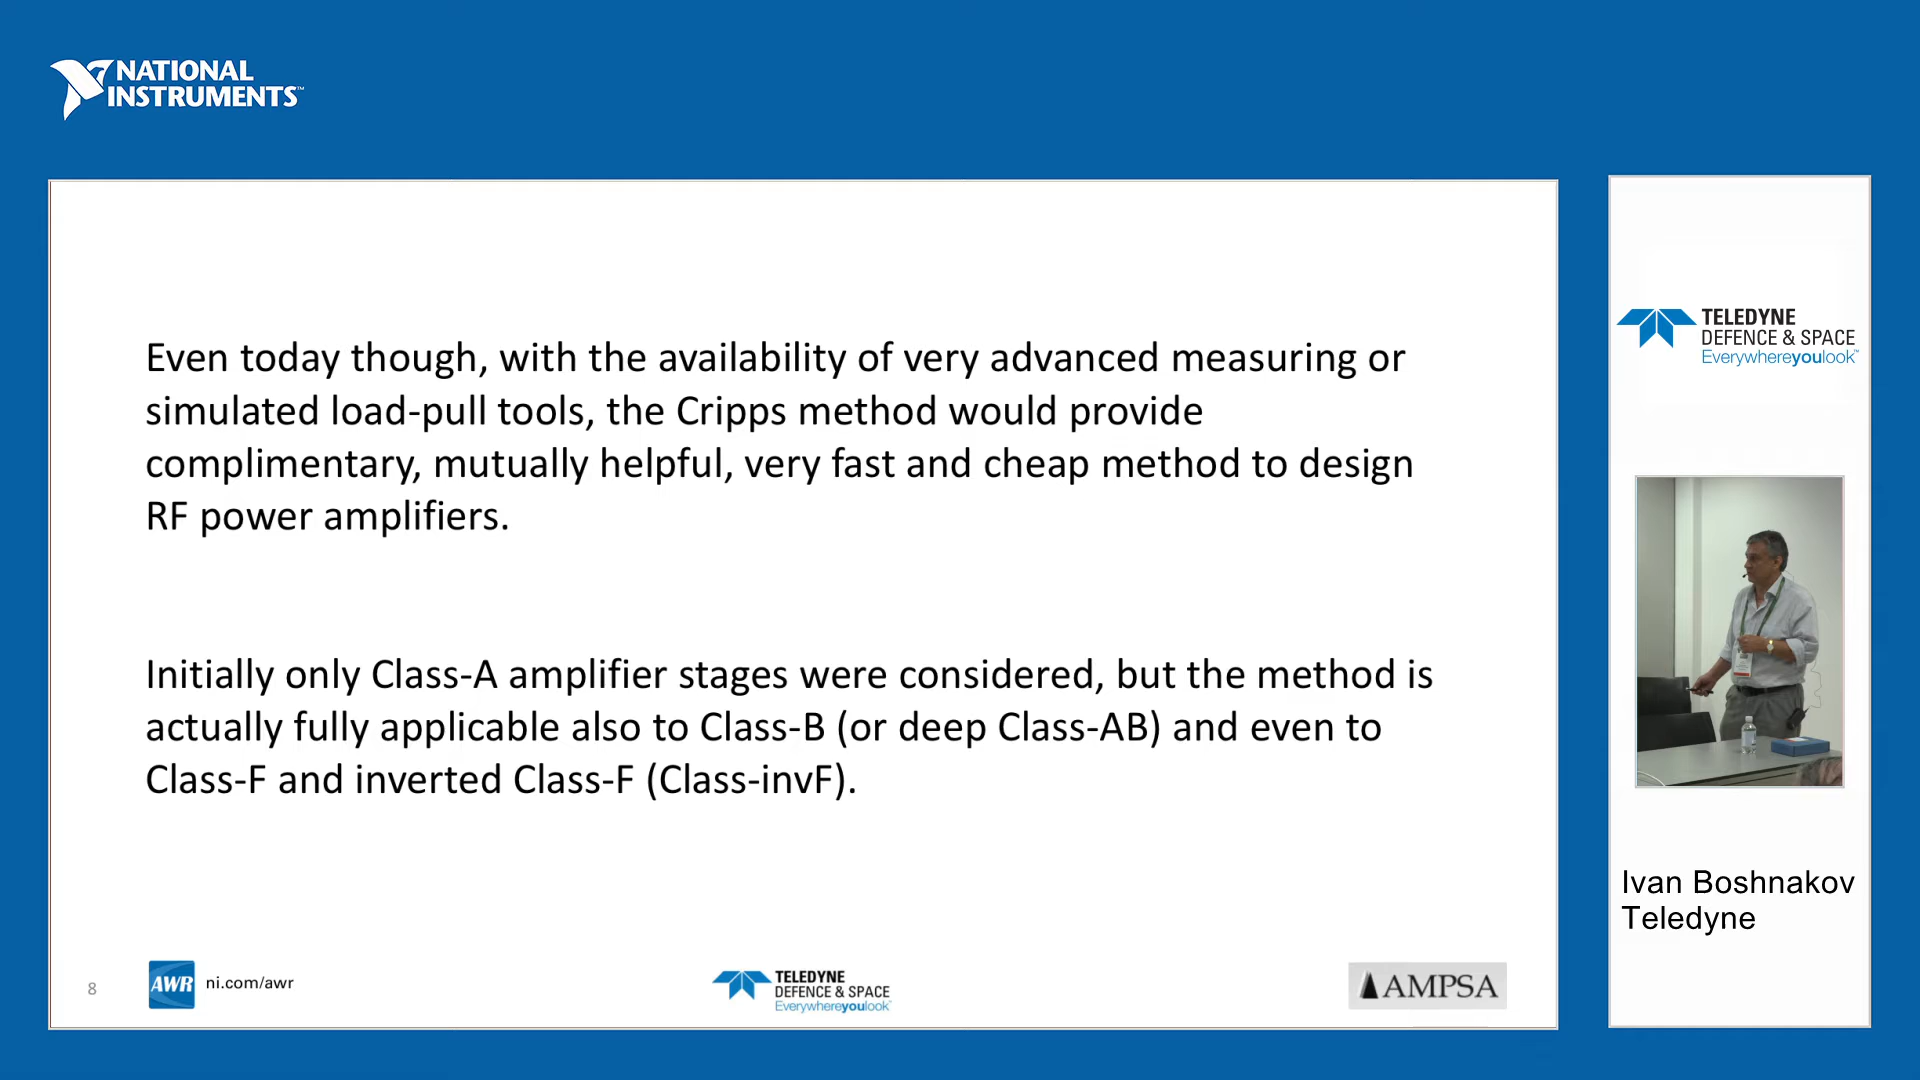 NATIONAL
INSTRUMENTS™
Even today though, with the availability of very advanced measuring or
simulated load-pull tools, the Cripps method would provide
complimentary, mutually helpful, very fast and cheap method to design
RF power amplifiers.
Initially only Class-A amplifier stages were considered, but the method is
actually fully applicable also to Class-B (or deep Class-AB) and even to
Class-F and inverted Class-F (Class-invF).
8
AWR
ni.com/awr
TELEDYNE
DEFENCE & SPACE
Everywhereyoulook™
AMPSA
TELEDYNE
DEFENCE & SPACE
Everywhereyoulook™
Ivan Boshnakov
Teledyne